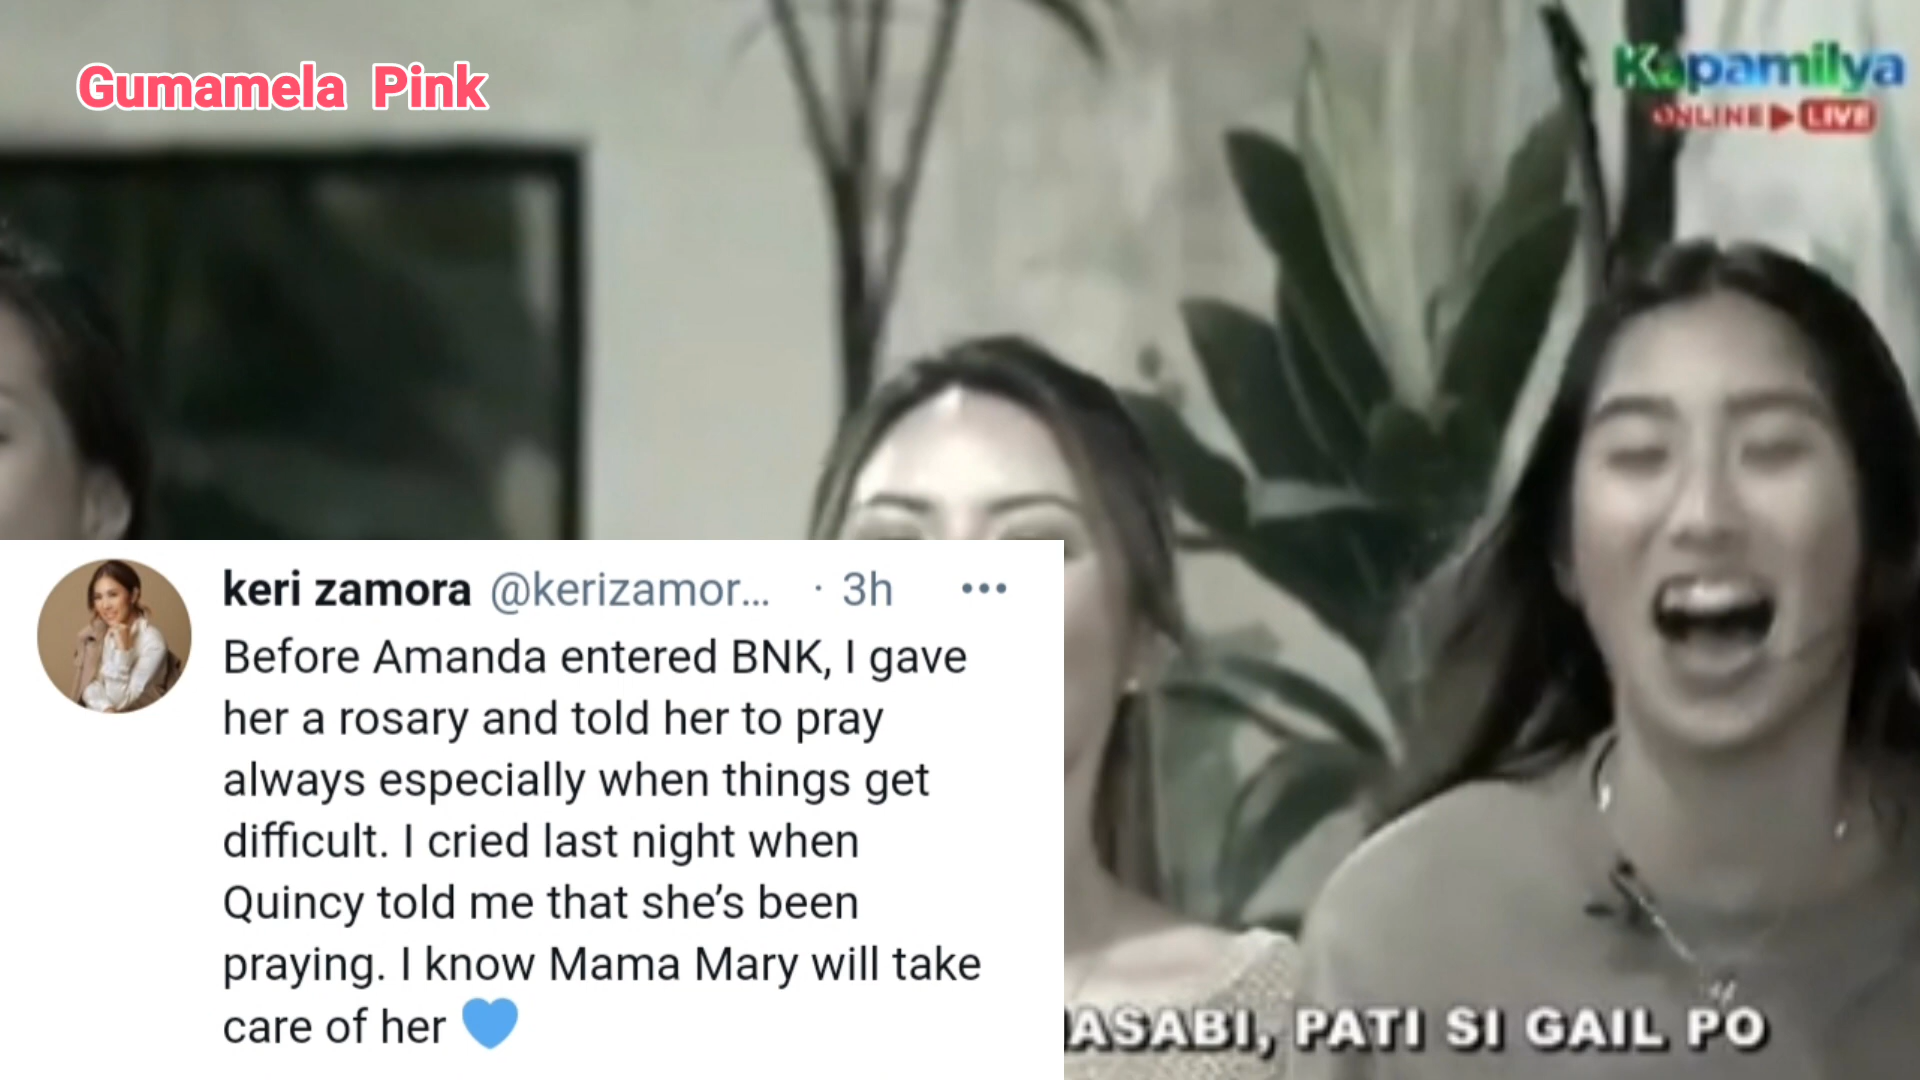 Gumamela Pink
Kapamilya
ONLINE LIVE
keri zamora @kerizamor... · 3h ...
Before Amanda entered BNK, I gave
her a rosary and told her to pray
always especially when things get
difficult. I cried last night when
Quincy told me that she's been
praying. I know Mama Mary will take
care of her 💙
ASABI, PATI SI GAIL PO